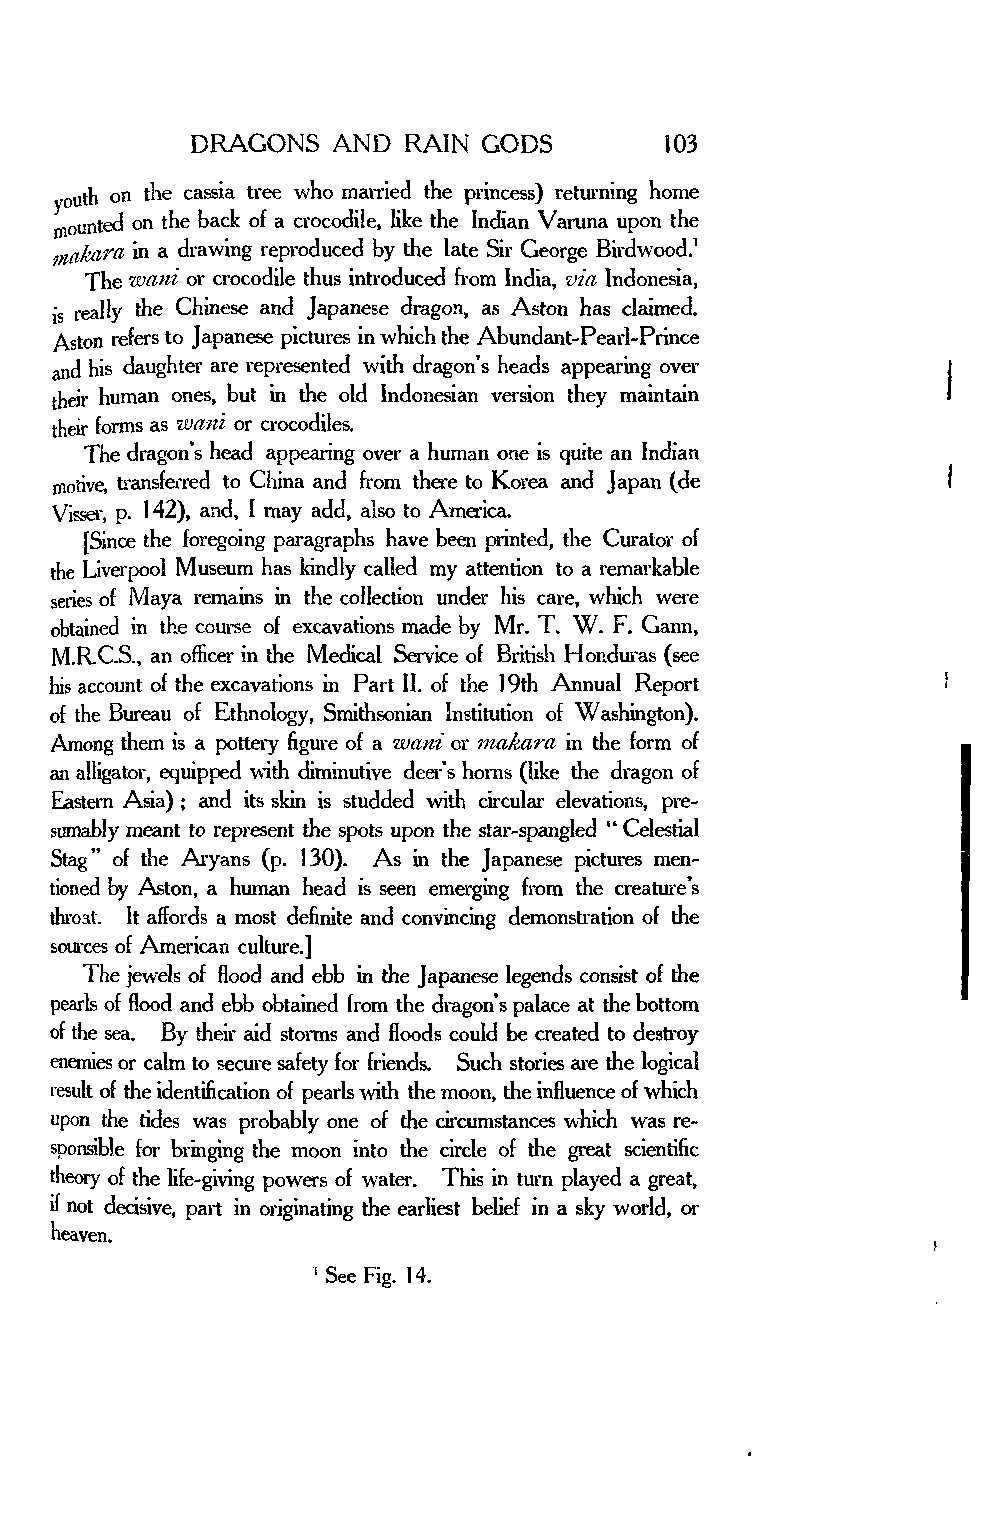 DRAGONS AND RAIN GODS 103
youth on the cassia tree who married the princess) returning home
mounted on the back of a crocodile, like the Indian Varuna upon the
makara in a drawing reproduced by the late Sir George Birdwood.¹
The wani or crocodile thus introduced from India, via Indonesia,
is really the Chinese and Japanese dragon, as Aston has claimed.
Aston refers to Japanese pictures in which the Abundant-Pearl-Prince
and his daughter are represented with dragon's heads appearing over
their human ones, but in the old Indonesian version they maintain
their forms as wani or crocodiles.
The dragon's head appearing over a human one is quite an Indian
motive, transferred to China and from there to Korea and Japan (de
Visser, p. 142), and, I may add, also to America.
[Since the foregoing paragraphs have been printed, the Curator of
the Liverpool Museum has kindly called my attention to a remarkable
series of Maya remains in the collection under his care, which were
obtained in the course of excavations made by Mr. T. W. F. Gann,
M.R.C.S., an officer in the Medical Service of British Honduras (see
his account of the excavations in Part II. of the 19th Annual Report
of the Bureau of Ethnology, Smithsonian Institution of Washington).
Among them is a pottery figure of a wani or makara in the form of
an alligator, equipped with diminutive deer's horns (like the dragon of
Eastern Asia) ; and its skin is studded with circular elevations, pre-
sumably meant to represent the spots upon the star-spangled "Celestial
Stag" of the Aryans (p. 130). As in the Japanese pictures men-
tioned by Aston, a human head is seen emerging from the creature's
throat. It affords a most definite and convincing demonstration of the
sources of American culture.]
The jewels of flood and ebb in the Japanese legends consist of the
pearls of flood and ebb obtained from the dragon's palace at the bottom
of the sea. By their aid storms and floods could be created to destroy
enemies or calm to secure safety for friends. Such stories are the logical
result of the identification of pearls with the moon, the influence of which
upon the tides was probably one of the circumstances which was re-
sponsible for bringing the moon into the circle of the great scientific
theory of the life-giving powers of water. This in turn played a great,
if not decisive, part in originating the earliest belief in a sky world, or
heaven.
¹ See Fig. 14.